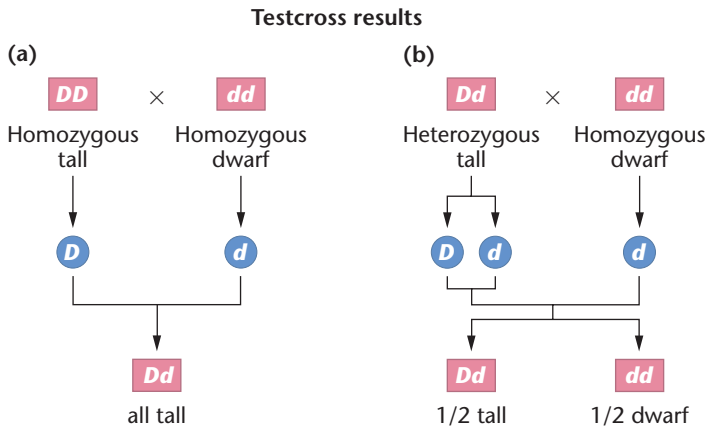 Testcross results
(a)
DD × dd
Homozygous tall
Homozygous dwarf
D
d
Dd
all tall
(b)
Dd × dd
Heterozygous tall
Homozygous dwarf
D d
d
Dd
dd
1/2 tall
1/2 dwarf